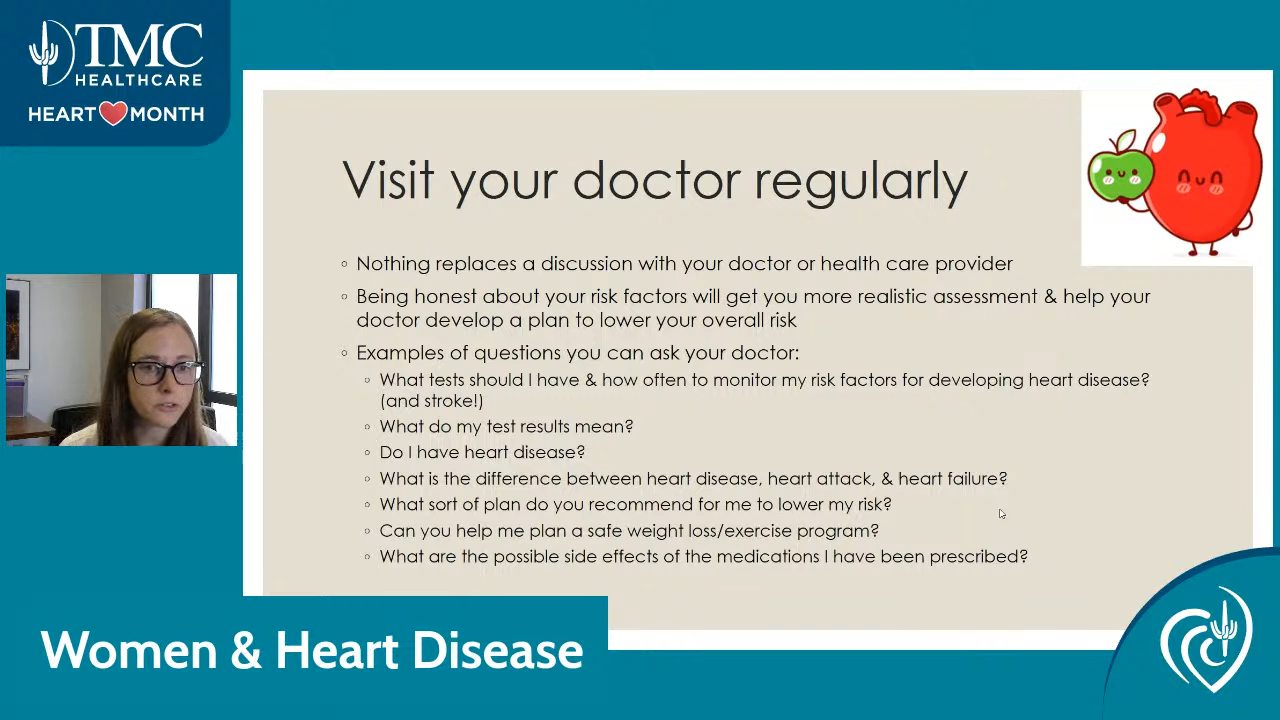 TMC
HEALTHCARE
HEART MONTH
Visit your doctor regularly
Nothing replaces a discussion with your doctor or health care provider
Being honest about your risk factors will get you more realistic assessment & help your
doctor develop a plan to lower your overall risk
Examples of questions you can ask your doctor:
What tests should I have & how often to monitor my risk factors for developing heart disease?
(and stroke!)
What do my test results mean?
Do I have heart disease?
What is the difference between heart disease, heart attack, & heart failure?
What sort of plan do you recommend for me to lower my risk?
Can you help me plan a safe weight loss/exercise program?
What are the possible side effects of the medications I have been prescribed?
Women & Heart Disease